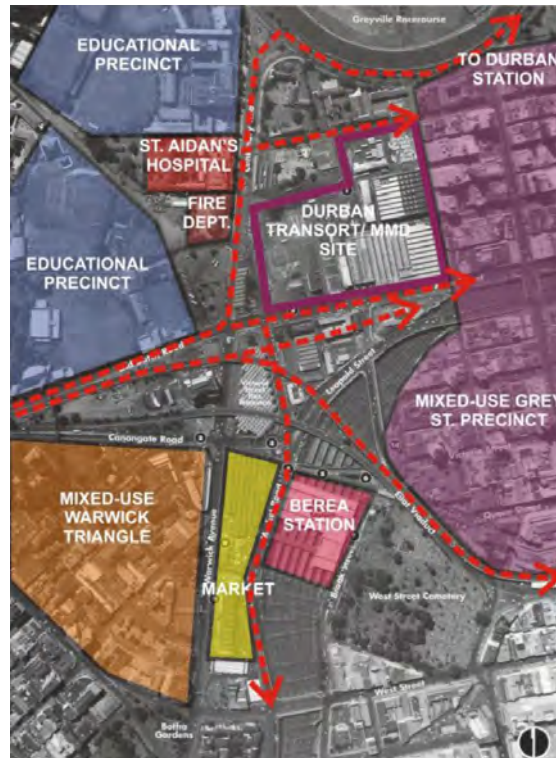 Greyville Racecourse
EDUCATIONAL
PRECINCT
TO DURBAN
STATION
ST. AIDAN'S
HOSPITAL
FIRE
DEPT.
DURBAN
TRANSORT/ MMD
SITE
EDUCATIONAL
PRECINCT
Road
Leopold Street
MIXED-USE GREY
ST. PRECINCT
Canongate Road
MIXED-USE
WARWICK
TRIANGLE
BEREA
STATION
Warwick Avenue
MARKET
Viaduct
West Street Cemetery
West Street
Botha
Gardens